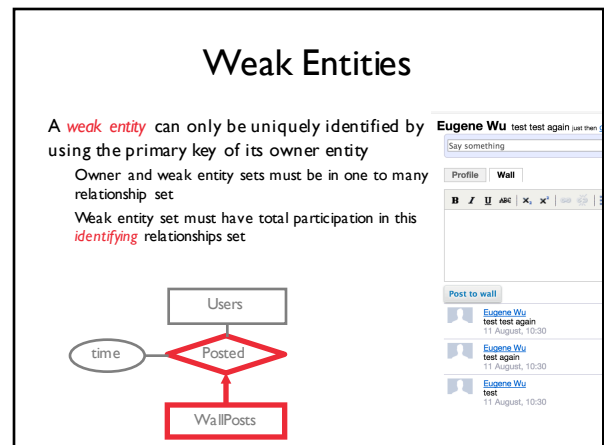 Weak Entities
A weak entity can only be uniquely identified by
using the primary key of its owner entity
Owner and weak entity sets must be in one to many
relationship set
Weak entity set must have total participation in this
identifying relationships set
Users
time
Posted
WallPosts
Eugene Wu test test again just then
Say something
Profile Wall
B I U ABC X₂ X²
Post to wall
Eugene Wu
test test again
11 August, 10:30
Eugene Wu
test again
11 August, 10:30
Eugene Wu
test
11 August, 10:30